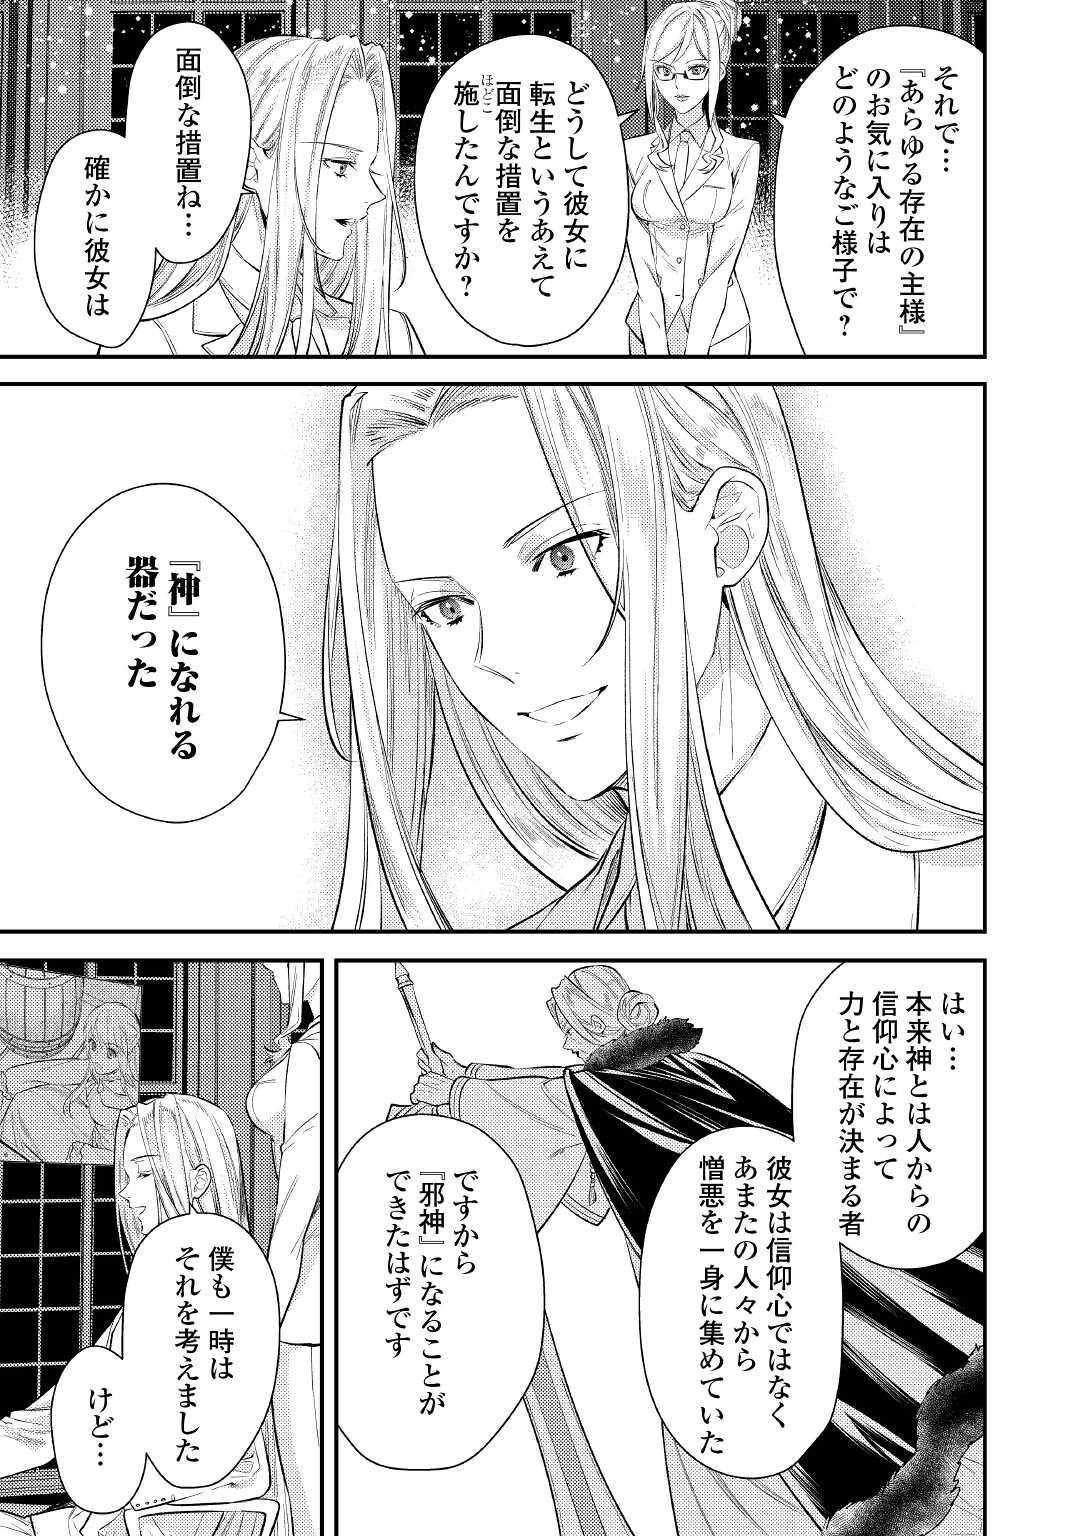 それで…
『あらゆる存在の主様』
のお気に入りは
どのようなご様子で?
どうして彼女に
転生というあえて
面倒な措置を
施したんですか?
ほどこ
面倒な措置ね…
確かに彼女は
『神』になれる
器だった
はい…
本来神とは人からの
信仰心によって
力と存在が決まる者
彼女は信仰心ではなく
あまたの人々から
憎悪を一身に集めていた
ですから
『邪神』になることが
できたはずです
僕も一時は
それを考えました
けど…